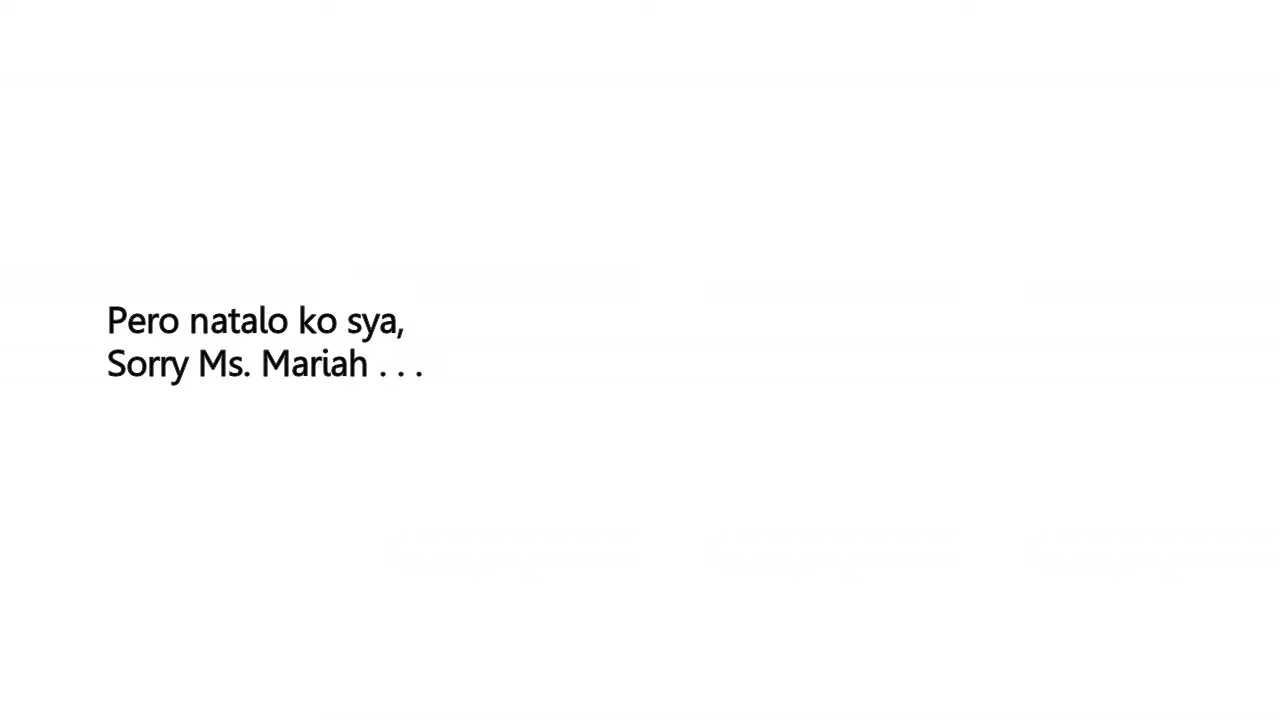 Pero natalo ko sya,
Sorry Ms. Mariah . . .